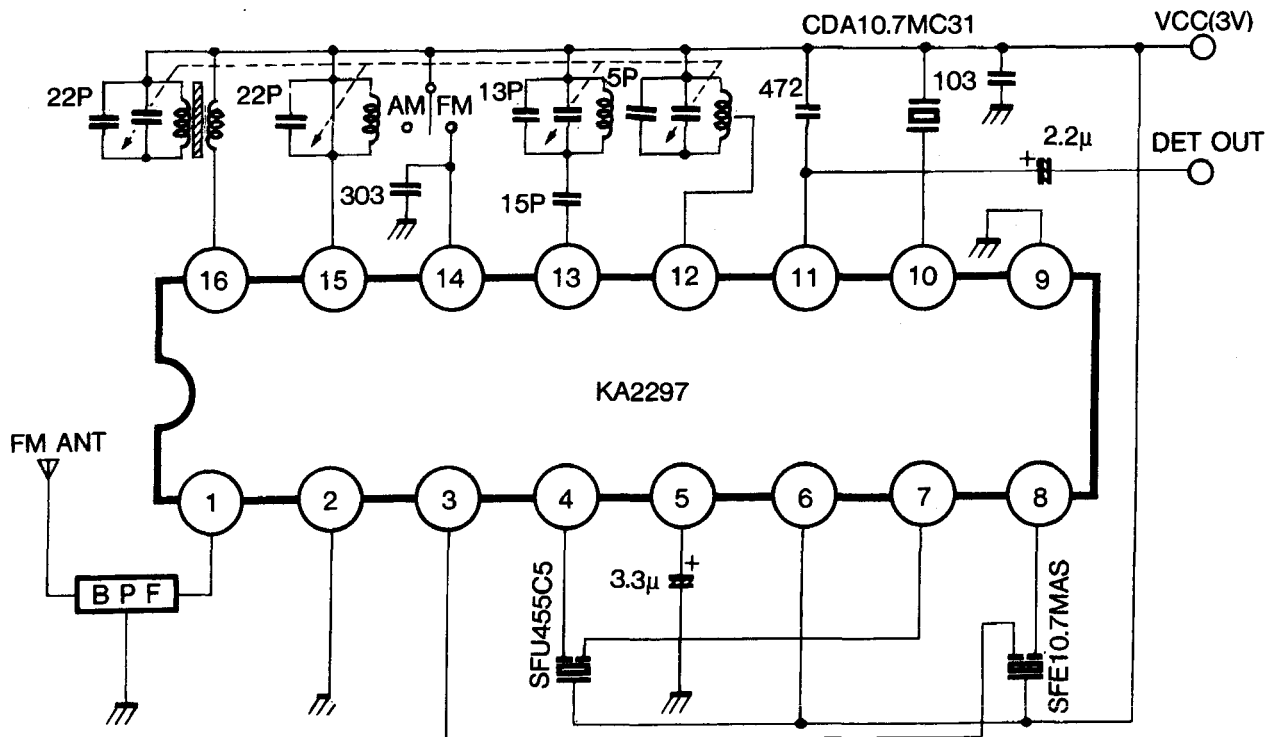 CDA10.7MC31
VCC(3V)
22P
22P
AM
FM
13P
5P
472
103
2.2μ
+
DET OUT
303
15P
16
15
14
13
12
11
10
9
KA2297
FM ANT
1
2
3
4
5
6
7
8
BPF
SFU455C5
3.3μ
+
SFE10.7MAS